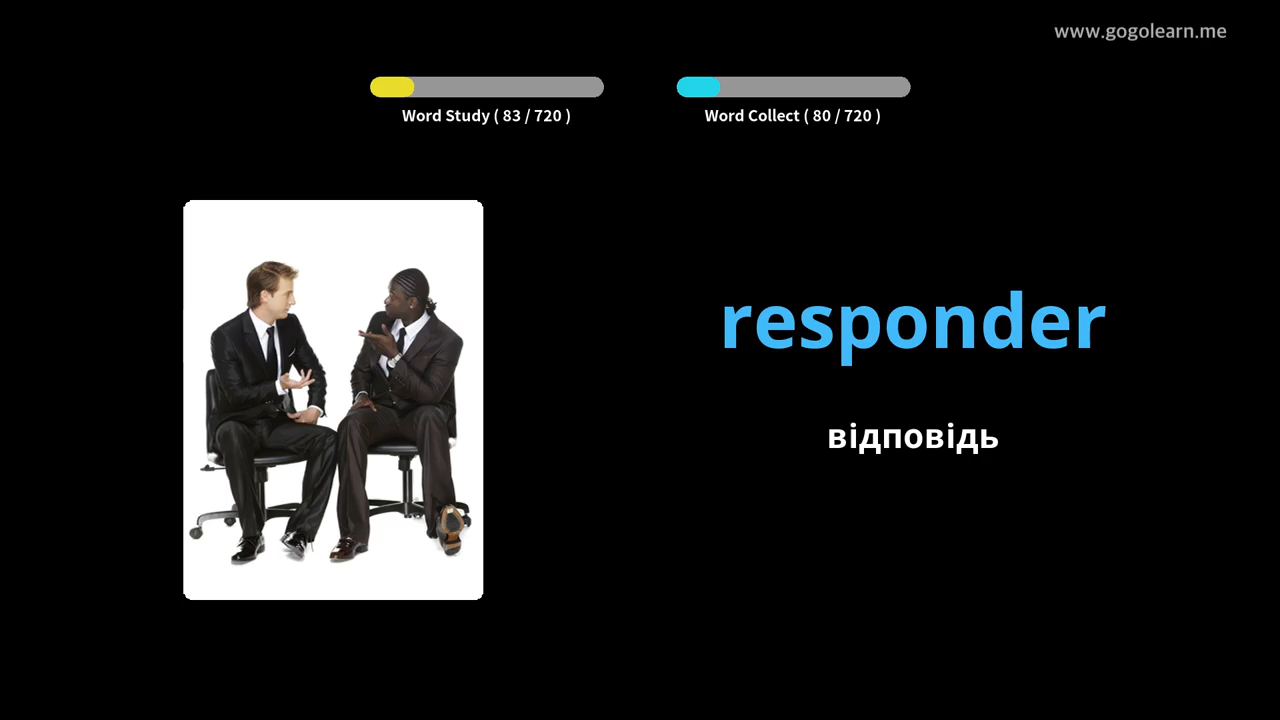 www.gogolearn.me
Word Study ( 83 / 720 )
Word Collect ( 80 / 720 )
responder
відповідь